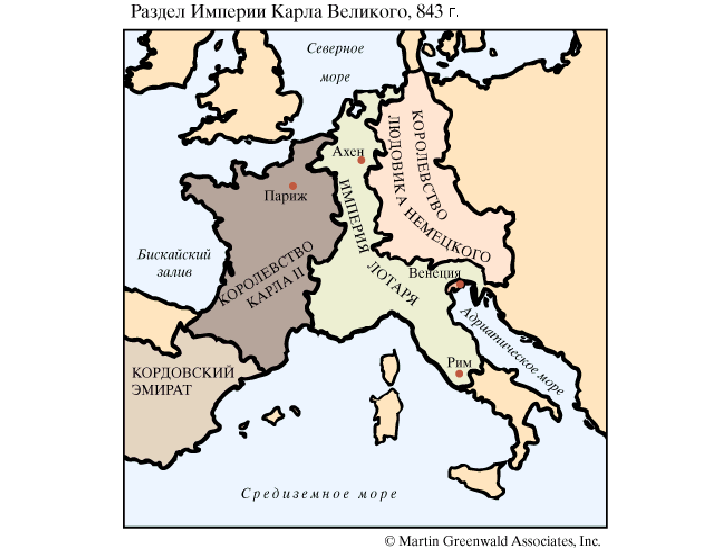 Раздел Империи Карла Великого, 843 г.
Северное
море
КОРОЛЕВСТВО
ЛЮДОВИКА НЕМЕЦКОГО
Ахен
Париж
ИМПЕРИЯ
ЛОТАРЯ
Бискайский
залив
КОРОЛЕВСТВО
КАРЛА II
Венеция
Адриатическое море
Рим
КОРДОВСКИЙ
ЭМИРАТ
Средиземное море
© Martin Greenwald Associates, Inc.